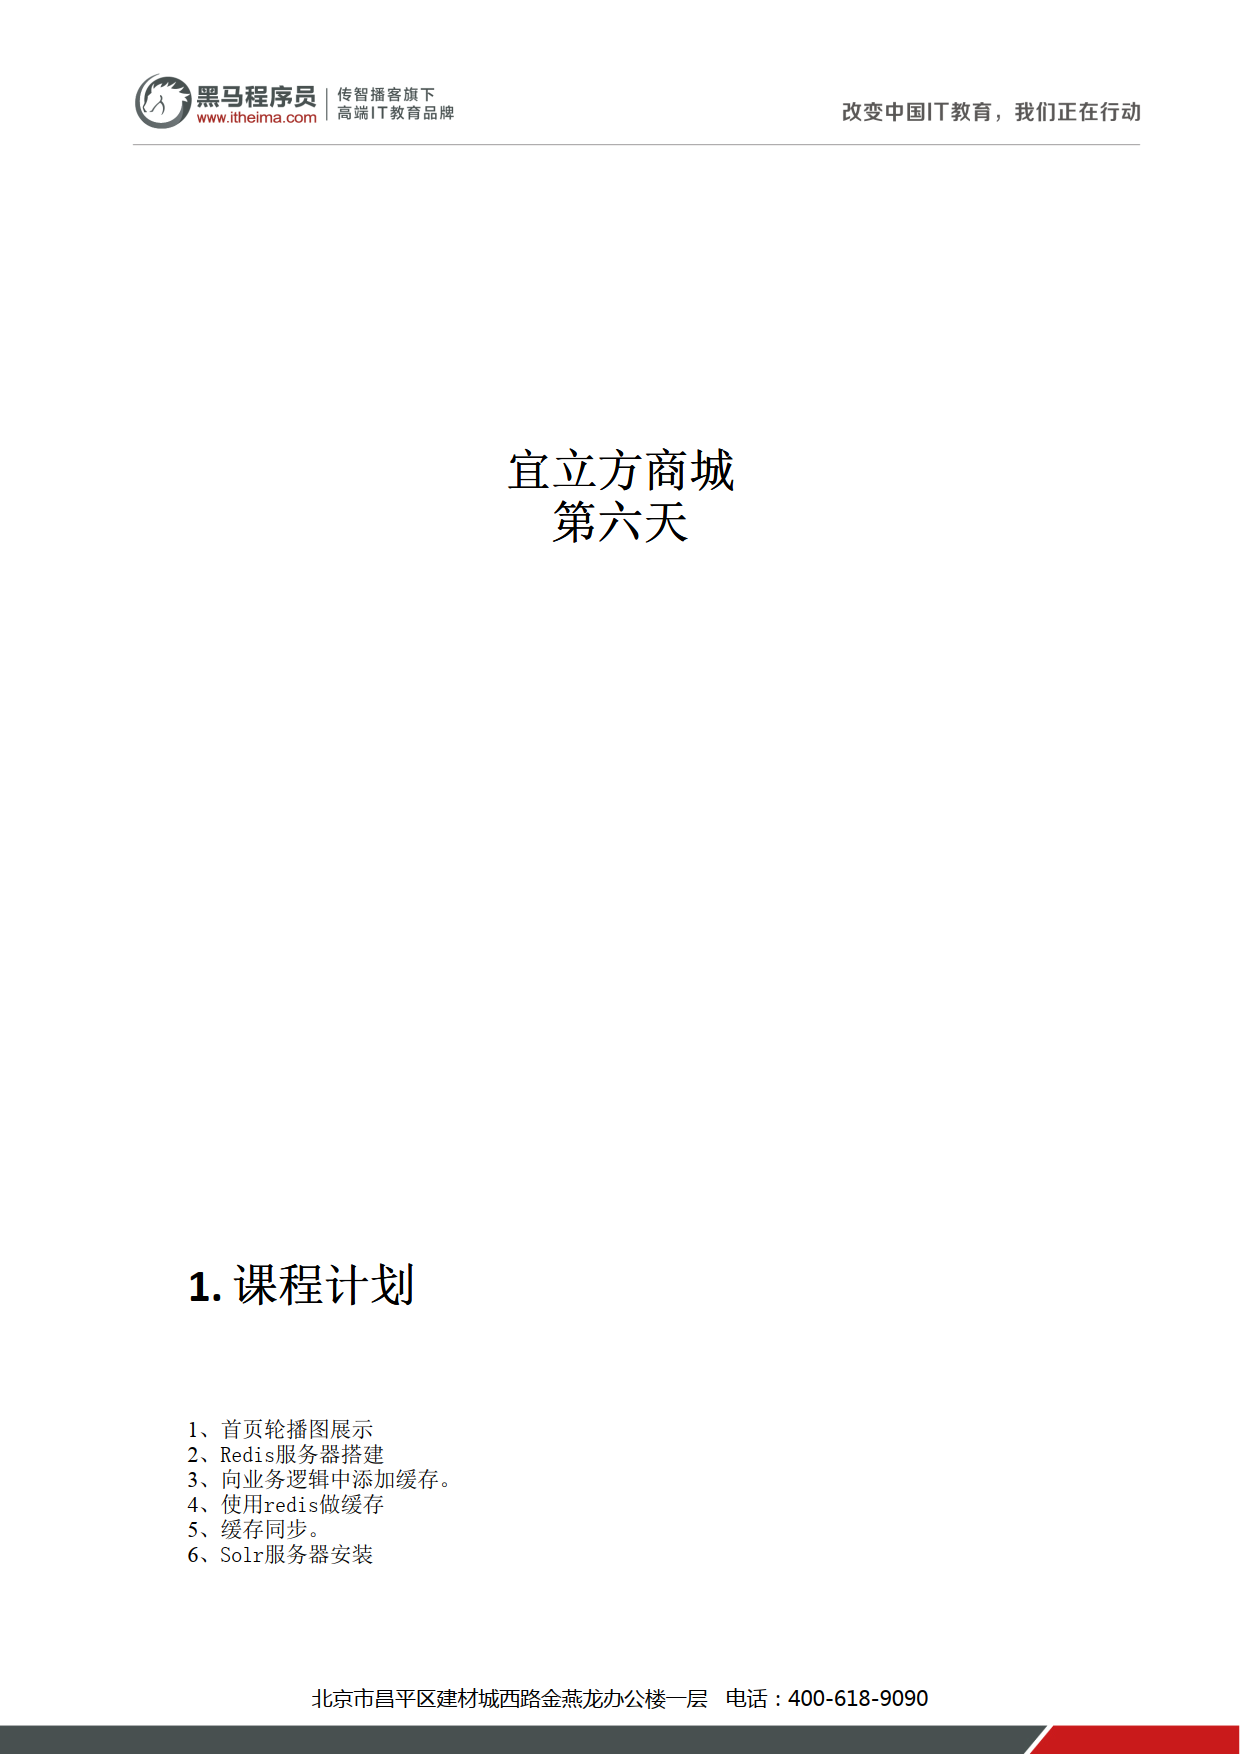 黑马程序员
www.itheima.com
传智播客旗下
高端IT教育品牌
改变中国IT教育，我们正在行动
宜立方商城
第六天
1. 课程计划
1、首页轮播图展示
2、Redis服务器搭建
3、向业务逻辑中添加缓存。
4、使用redis做缓存
5、缓存同步。
6、Solr服务器安装
北京市昌平区建材城西路金燕龙办公楼一层 电话：400-618-9090